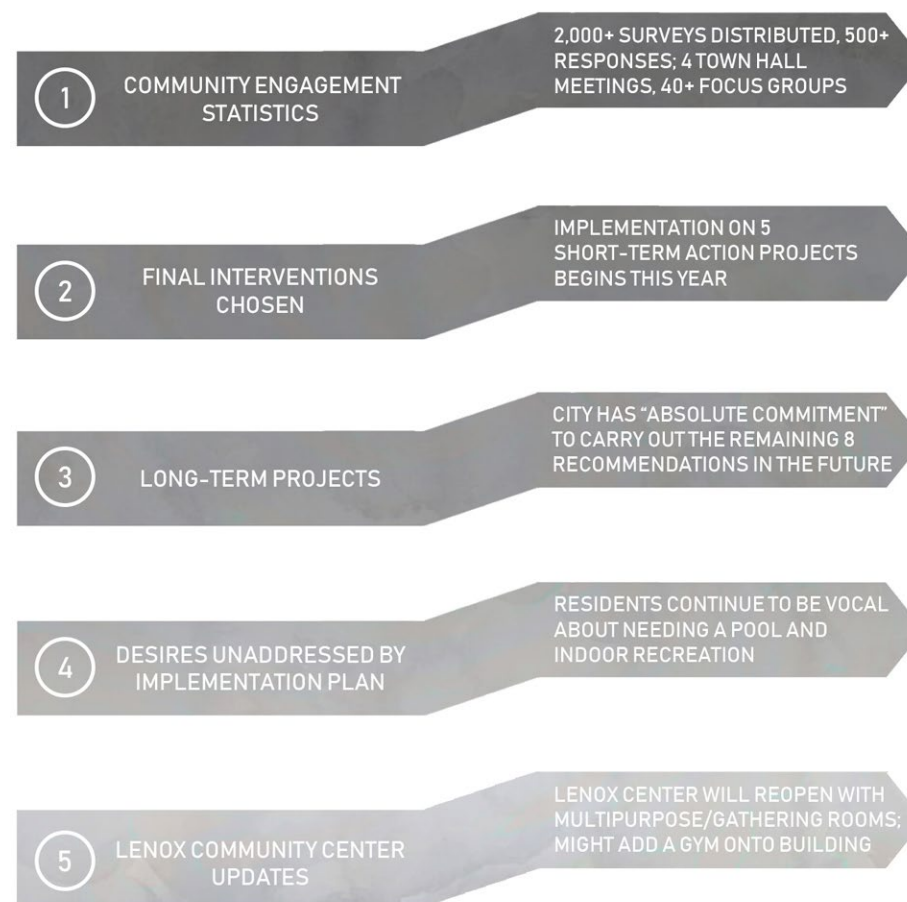 1
COMMUNITY ENGAGEMENT
STATISTICS
2,000+ SURVEYS DISTRIBUTED, 500+
RESPONSES; 4 TOWN HALL
MEETINGS, 40+ FOCUS GROUPS
2
FINAL INTERVENTIONS
CHOSEN
IMPLEMENTATION ON 5
SHORT-TERM ACTION PROJECTS
BEGINS THIS YEAR
3
LONG-TERM PROJECTS
CITY HAS “ABSOLUTE COMMITMENT”
TO CARRY OUT THE REMAINING 8
RECOMMENDATIONS IN THE FUTURE
4
DESIRES UNADDRESSED BY
IMPLEMENTATION PLAN
RESIDENTS CONTINUE TO BE VOCAL
ABOUT NEEDING A POOL AND
INDOOR RECREATION
5
LENOX COMMUNITY CENTER
UPDATES
LENOX CENTER WILL REOPEN WITH
MULTIPURPOSE/GATHERING ROOMS;
MIGHT ADD A GYM ONTO BUILDING